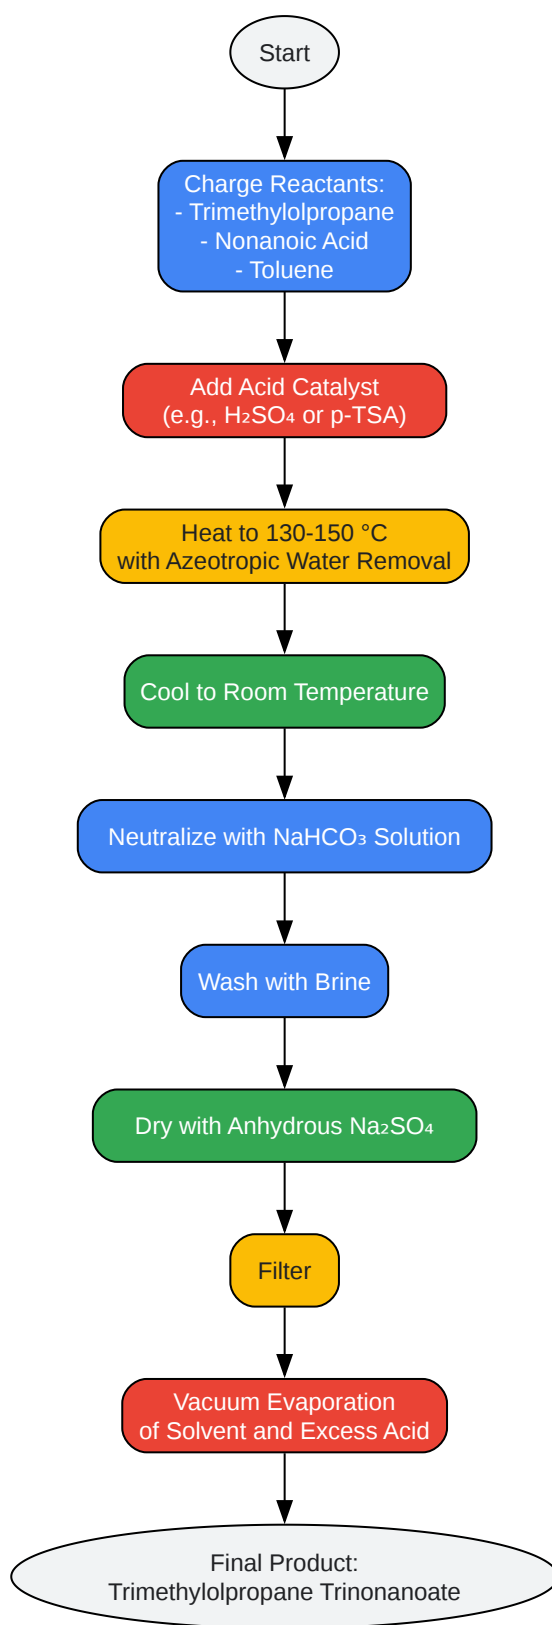 Start
Charge Reactants:
- Trimethylolpropane
- Nonanoic Acid
- Toluene
Add Acid Catalyst
(e.g., H₂SO₄ or p-TSA)
Heat to 130-150 °C
with Azeotropic Water Removal
Cool to Room Temperature
Neutralize with NaHCO₃ Solution
Wash with Brine
Dry with Anhydrous Na₂SO₄
Filter
Vacuum Evaporation
of Solvent and Excess Acid
Final Product:
Trimethylolpropane Trinonanoate